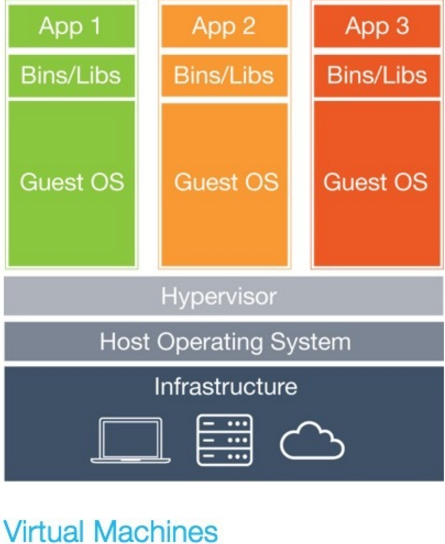 App 1 App 2 App 3
Bins/Libs Bins/Libs Bins/Libs
Guest OS Guest OS Guest OS
Hypervisor
Host Operating System
Infrastructure
Virtual Machines